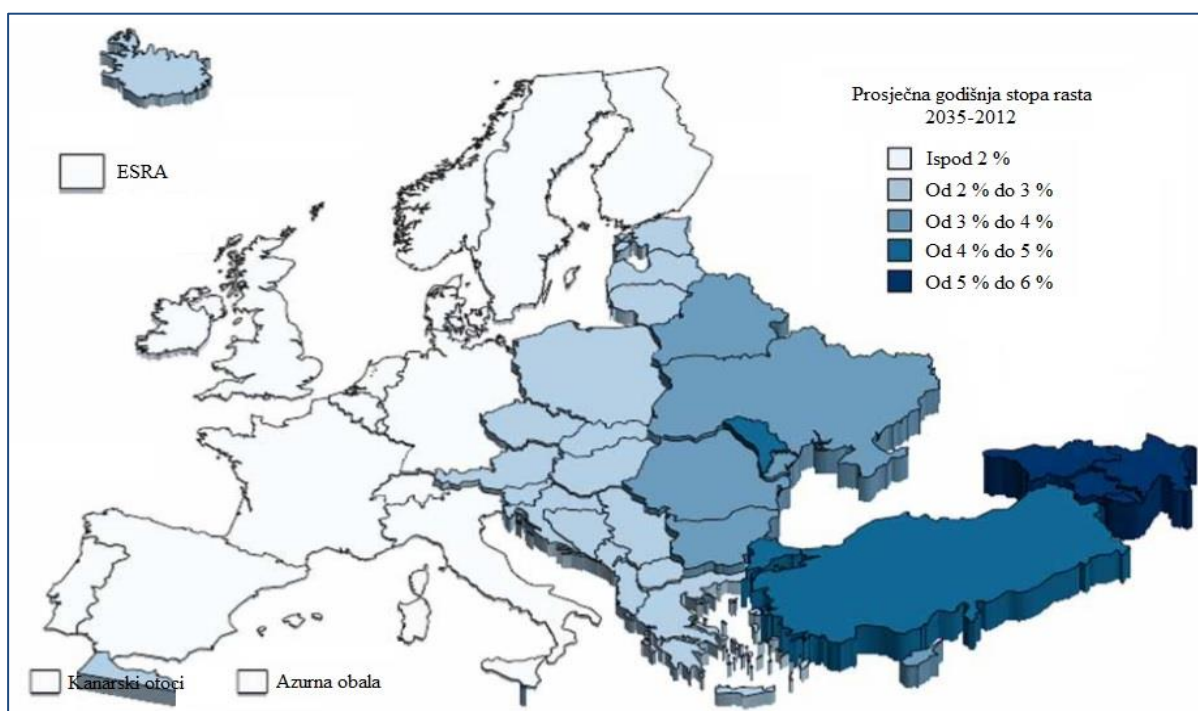 Prosječna godišnja stopa rasta
2035-2012
Ispod 2 %
Od 2 % do 3 %
Od 3 % do 4 %
Od 4 % do 5 %
Od 5 % do 6 %
ESRA
Kanarski otoci
Azurna obala